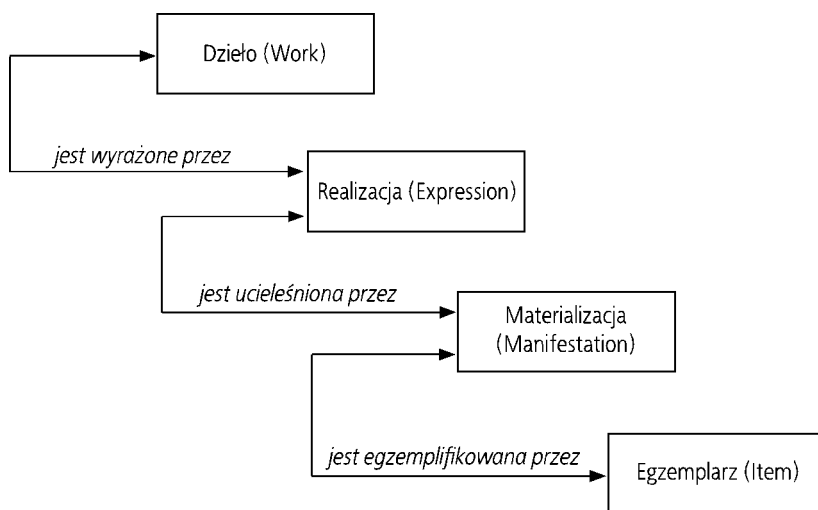 Dzieło (Work)
jest wyrażone przez
Realizacja (Expression)
jest ucieleśniona przez
Materializacja
(Manifestation)
jest egzemplifikowana przez
Egzemplarz (Item)